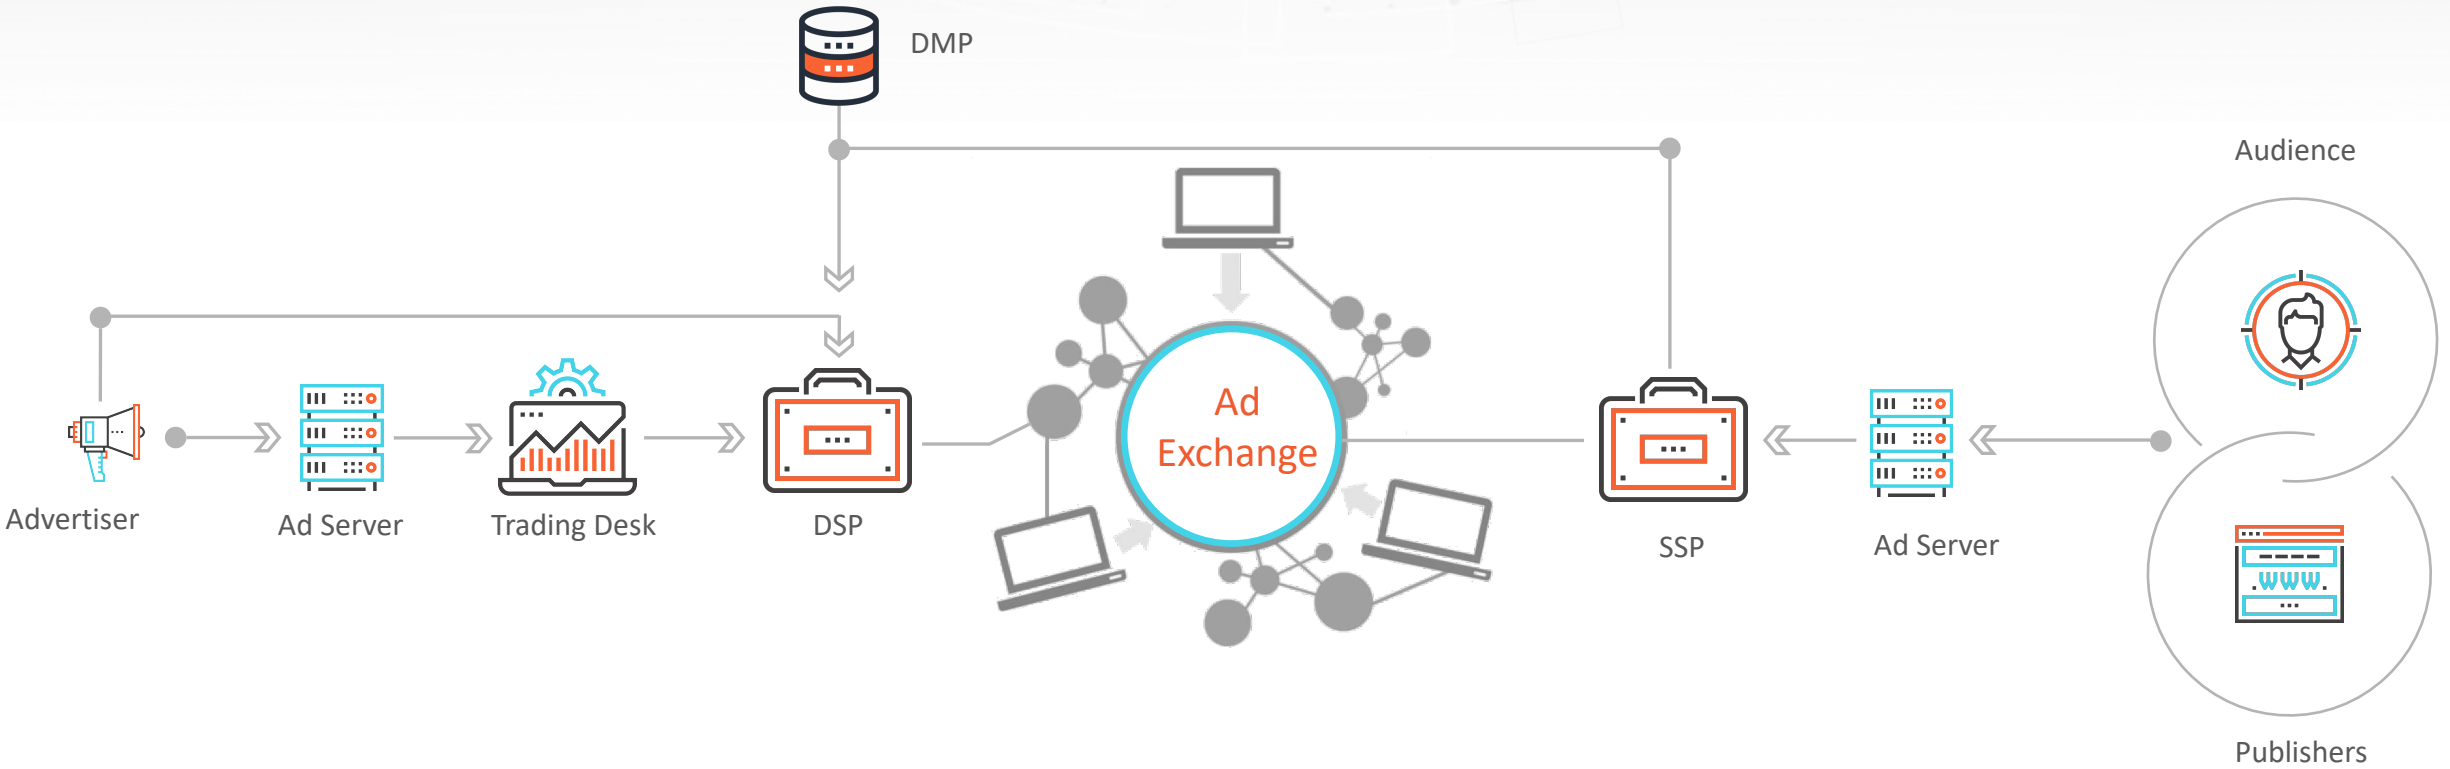 DMP
Audience
Ad
Exchange
Advertiser
Ad Server
Trading Desk
DSP
SSP
Ad Server
WWW
Publishers